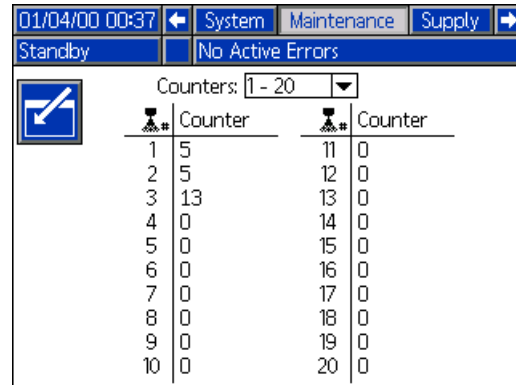 01/04/00 00:37 System Maintenance Supply
Standby No Active Errors
Counters: 1 - 20
# Counter # Counter
1 5 11 0
2 5 12 0
3 13 13 0
4 0 14 0
5 0 15 0
6 0 16 0
7 0 17 0
8 0 18 0
9 0 19 0
10 0 20 0